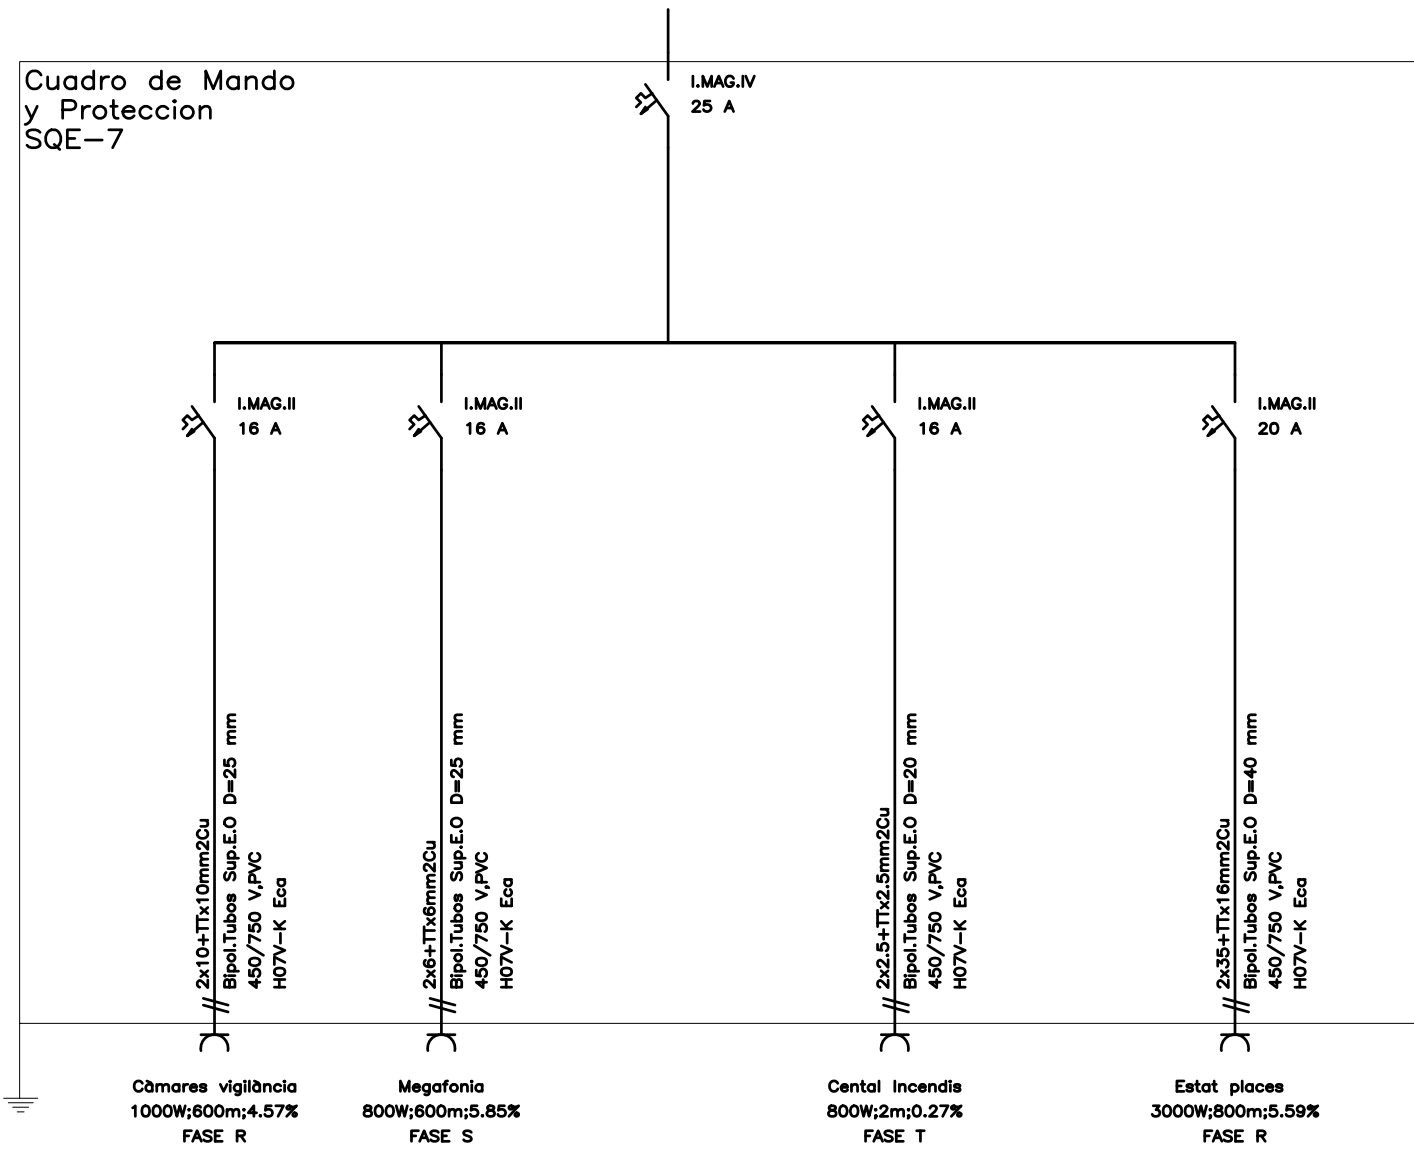 Cuadro de Mando
y Proteccion
SQE-7
I.MAG.IV
25 A
I.MAG.II
16 A
I.MAG.II
16 A
I.MAG.II
16 A
I.MAG.II
20 A
2x10+TTx10mm2Cu
Bipol.Tubos Sup.E.O D=25 mm
450/750 V,PVC
H07V-K Eca
2x6+TTx6mm2Cu
Bipol.Tubos Sup.E.O D=25 mm
450/750 V,PVC
H07V-K Eca
2x2.5+TTx2.5mm2Cu
Bipol.Tubos Sup.E.O D=20 mm
450/750 V,PVC
H07V-K Eca
2x35+TTx16mm2Cu
Bipol.Tubos Sup.E.O D=40 mm
450/750 V,PVC
H07V-K Eca
Càmares vigilància
1000W;600m;4.57%
FASE R
Megafonia
800W;600m;5.85%
FASE S
Cental Incendis
800W;2m;0.27%
FASE T
Estat places
3000W;800m;5.59%
FASE R